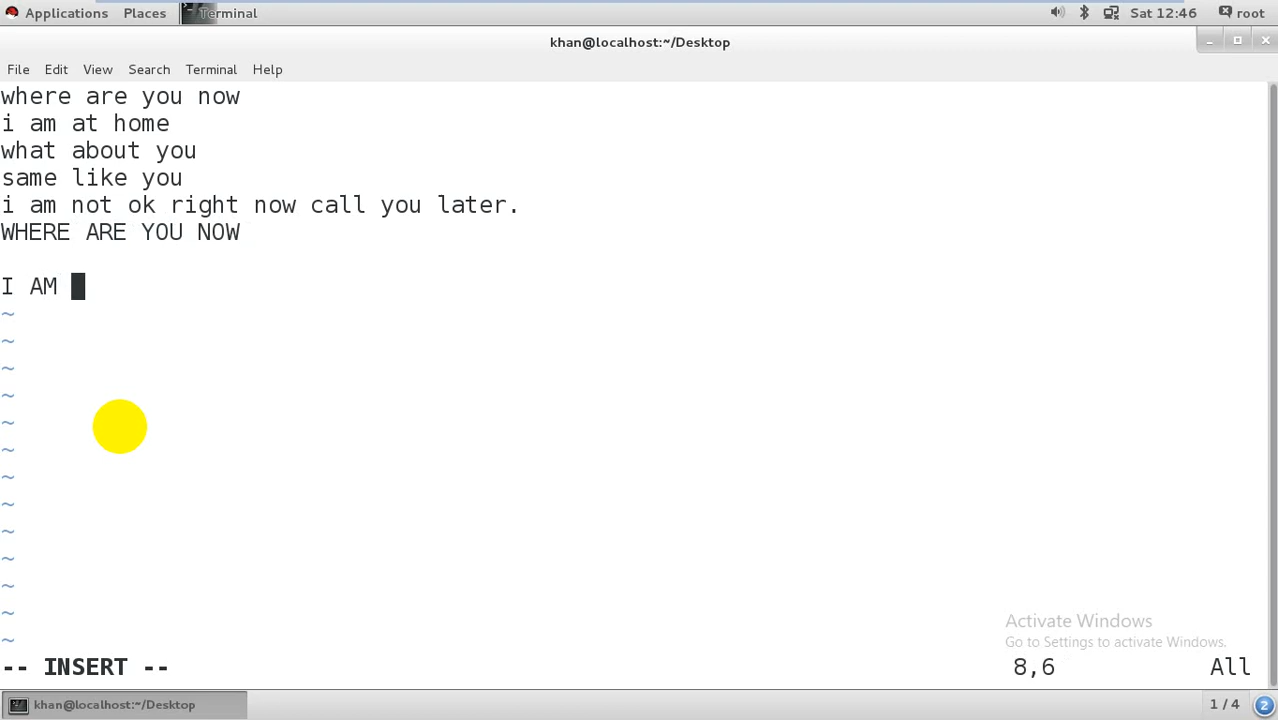 Applications Places Terminal Sat 12:46 root
khan@localhost:~/Desktop
File Edit View Search Terminal Help
where are you now
i am at home
what about you
same like you
i am not ok right now call you later.
WHERE ARE YOU NOW
I AM
~
~
~
~
~
~
~
~
~
~
~
~
~
Activate Windows
Go to Settings to activate Windows.
-- INSERT -- 8,6 All
khan@localhost:~/Desktop 1 / 4 2